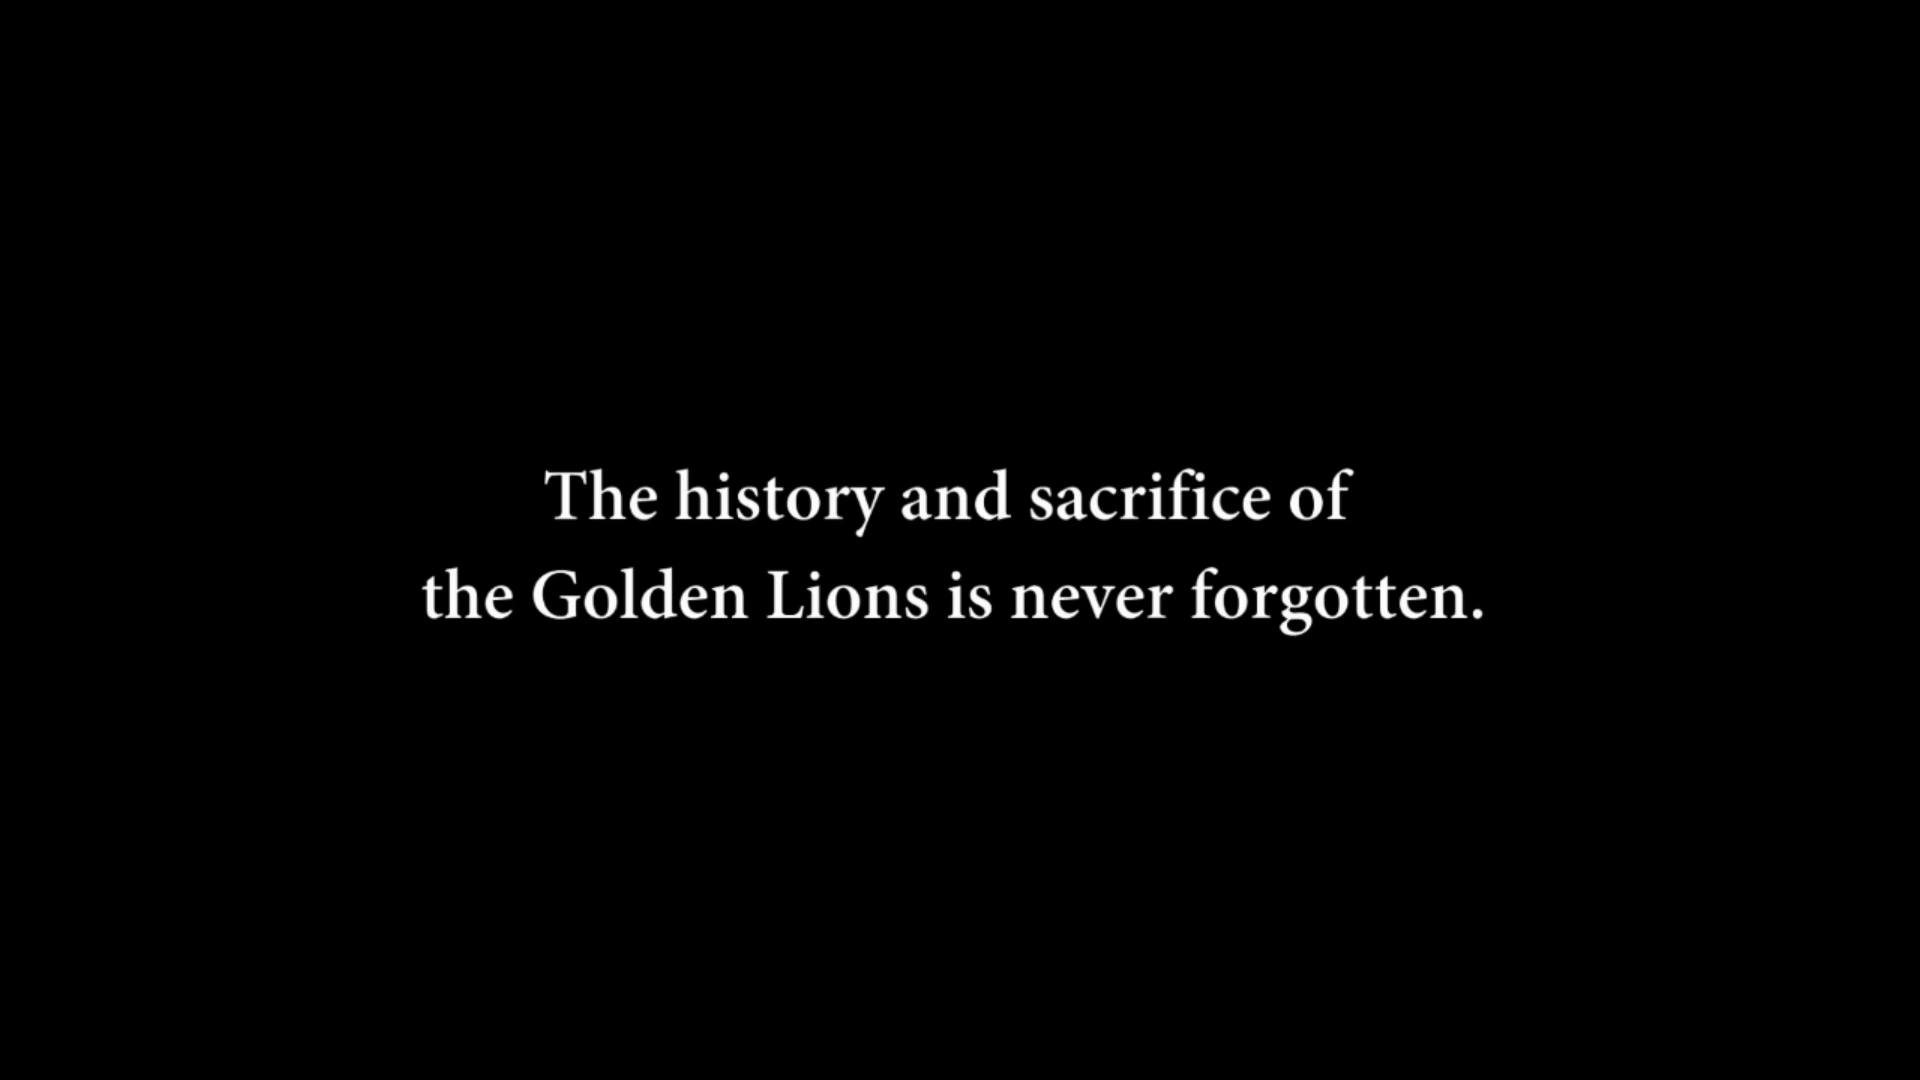 The history and sacrifice of
the Golden Lions is never forgotten.